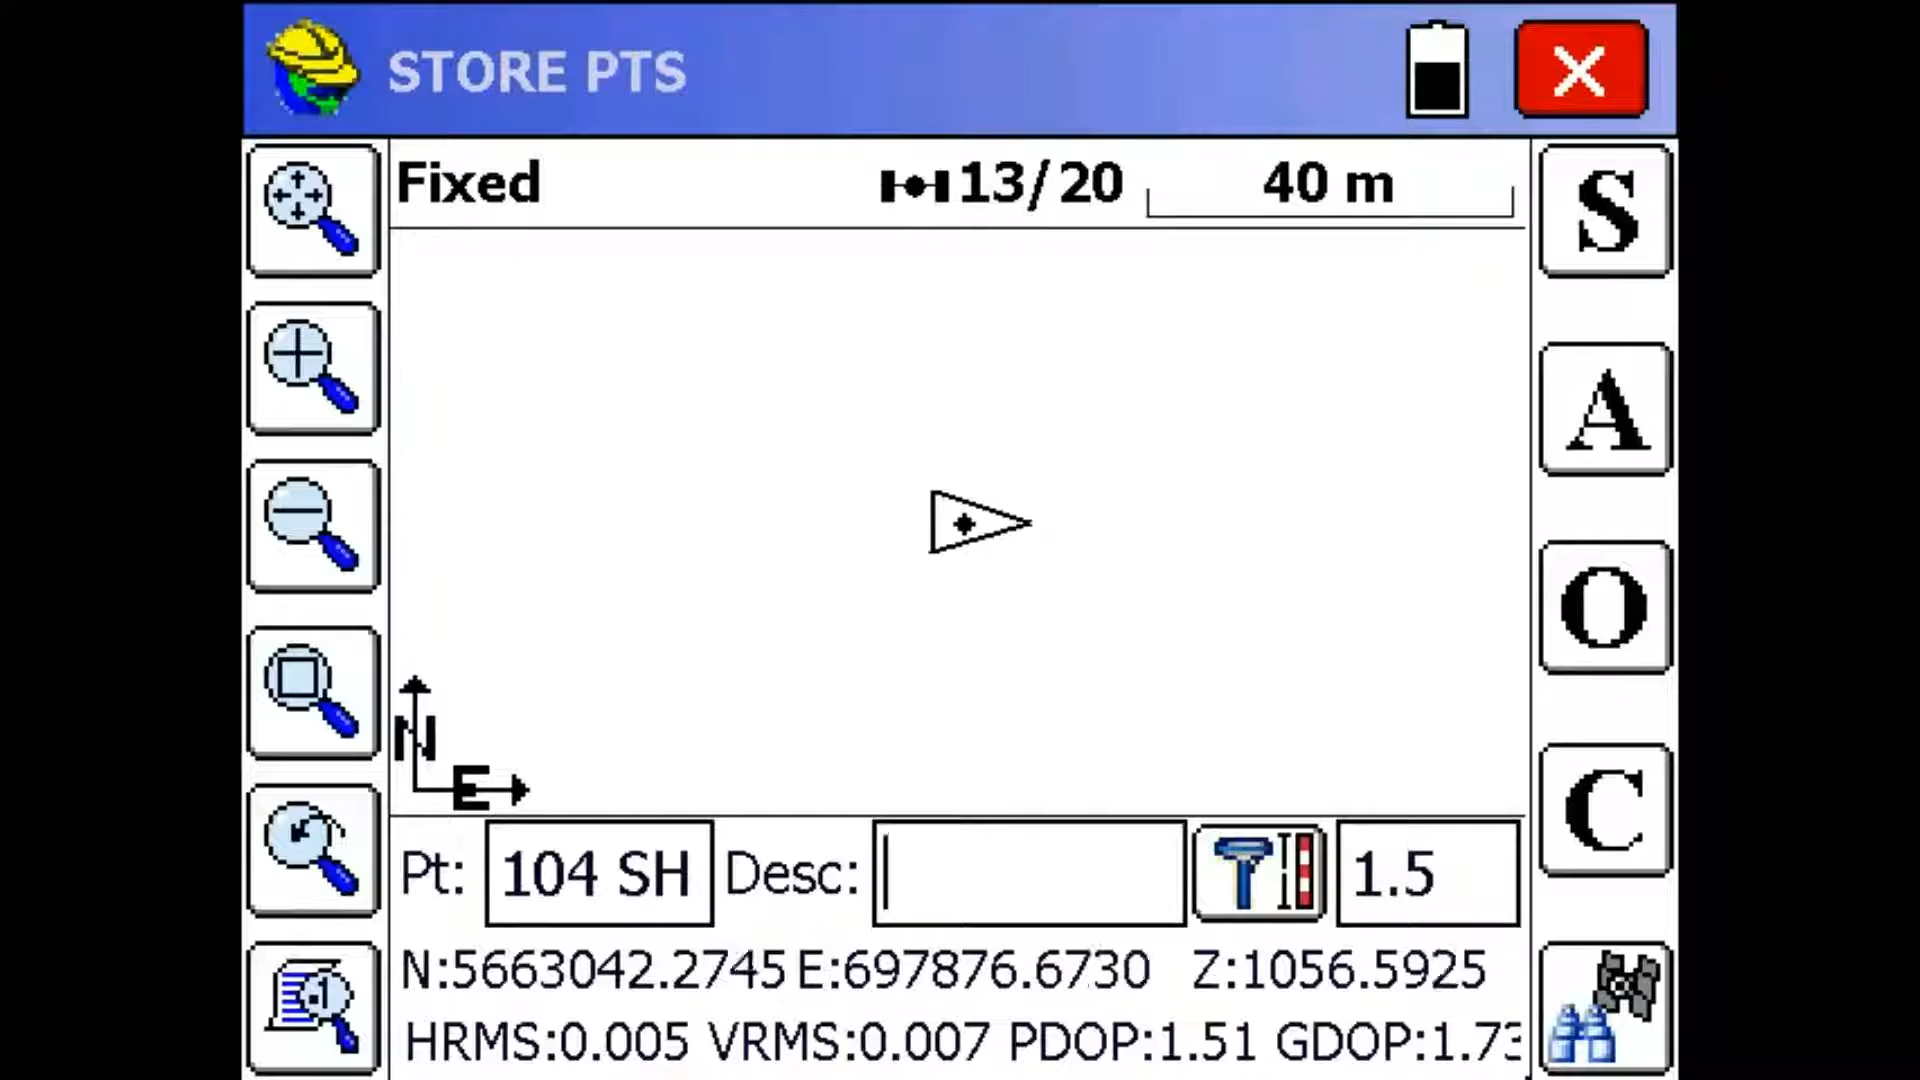 STORE PTS
Fixed 13/20 40 m
S
A
O
C
N
E
Pt: 104 SH Desc: 1.5
N:5663042.2745 E:697876.6730 Z:1056.5925
HRMS:0.005 VRMS:0.007 PDOP:1.51 GDOP:1.73